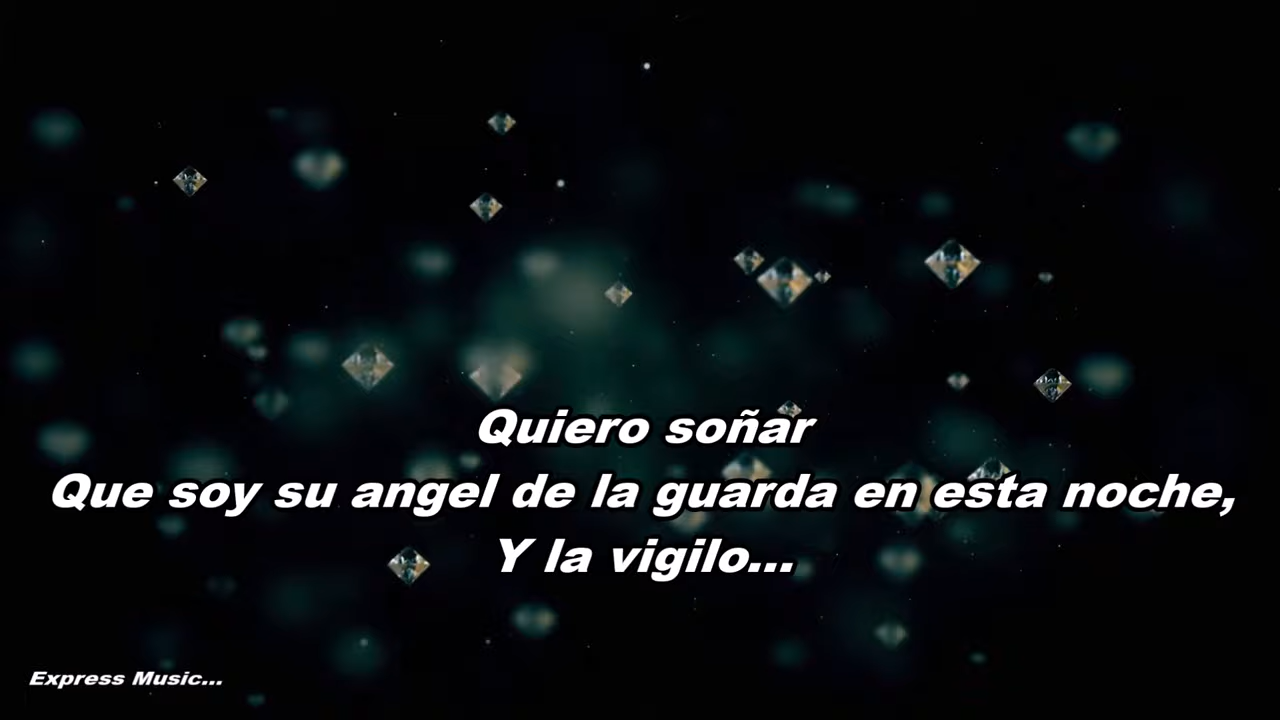 Quiero soñar
Que soy su angel de la guarda en esta noche,
Y la vigilo...
Express Music...